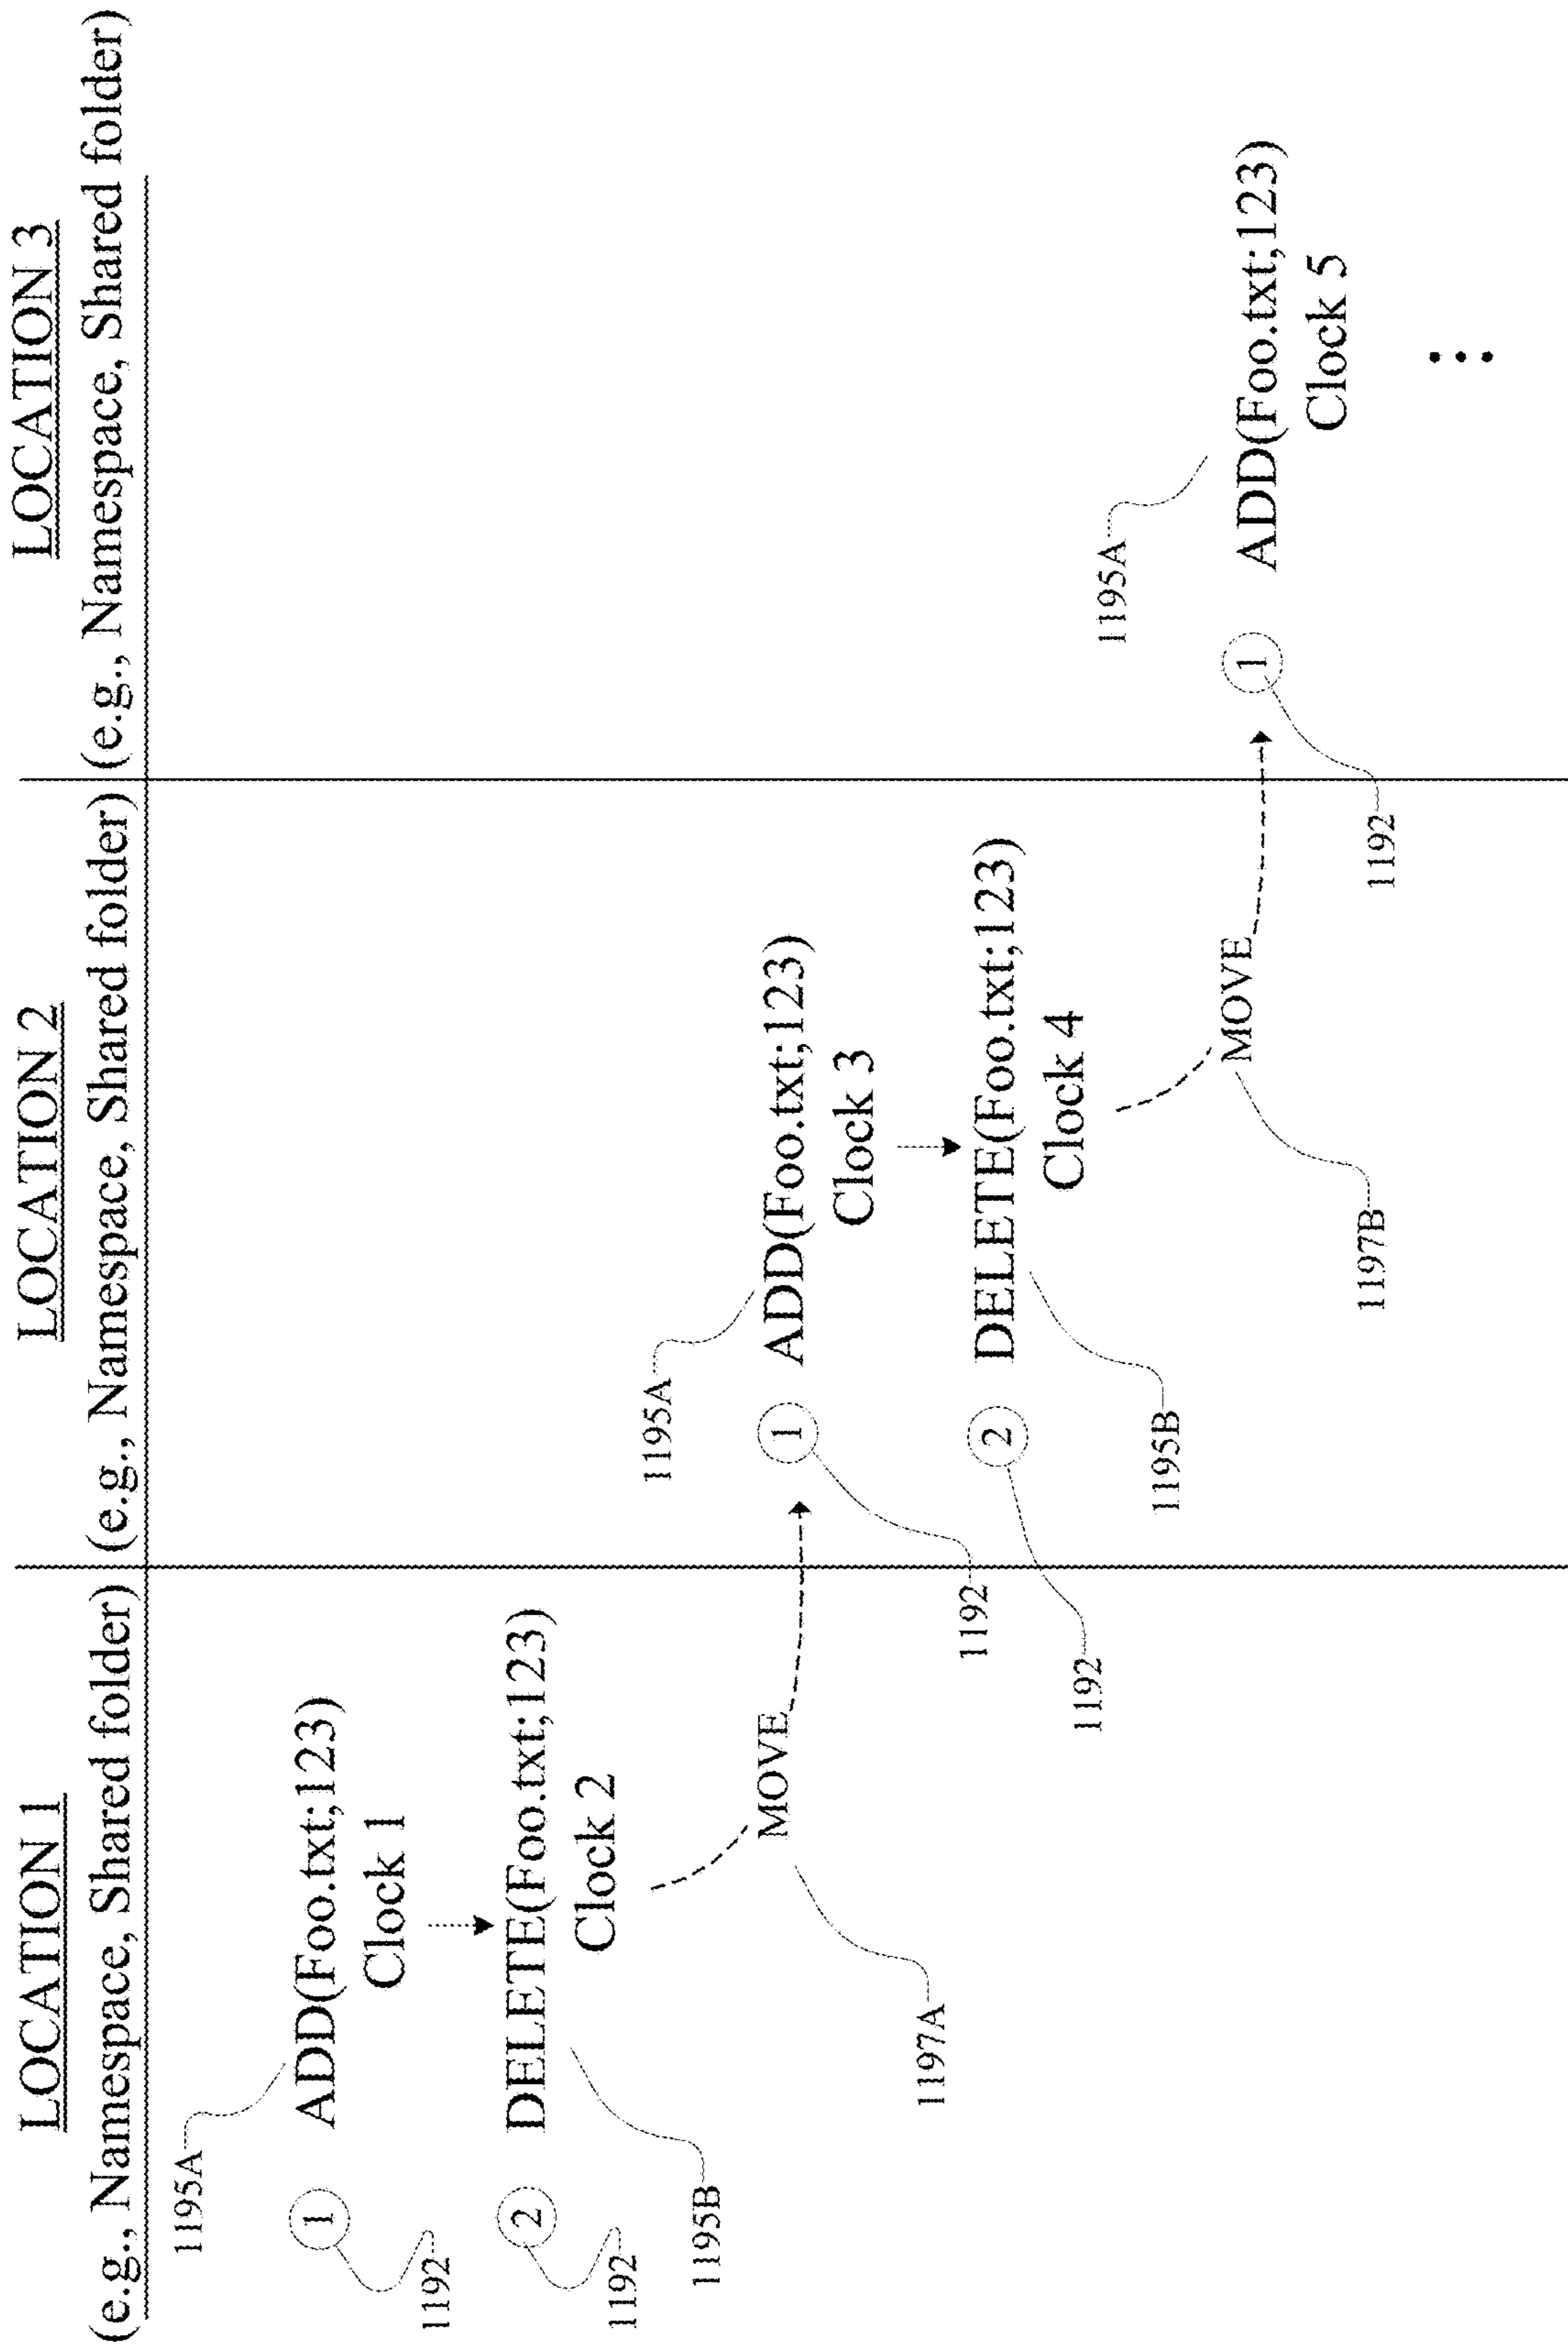 LOCATION 1
(e.g., Namespace, Shared folder)
1195A
1 ADD(Foo.txt;123)
Clock 1
1192
2 DELETE(Foo.txt;123)
Clock 2
1192
1195B
MOVE
1197A
LOCATION 2
(e.g., Namespace, Shared folder)
1195A
1 ADD(Foo.txt;123)
Clock 3
1192
2 DELETE(Foo.txt;123)
Clock 4
1192
1195B
MOVE
1197B
LOCATION 3
(e.g., Namespace, Shared folder)
1195A
1 ADD(Foo.txt;123)
Clock 5
1192